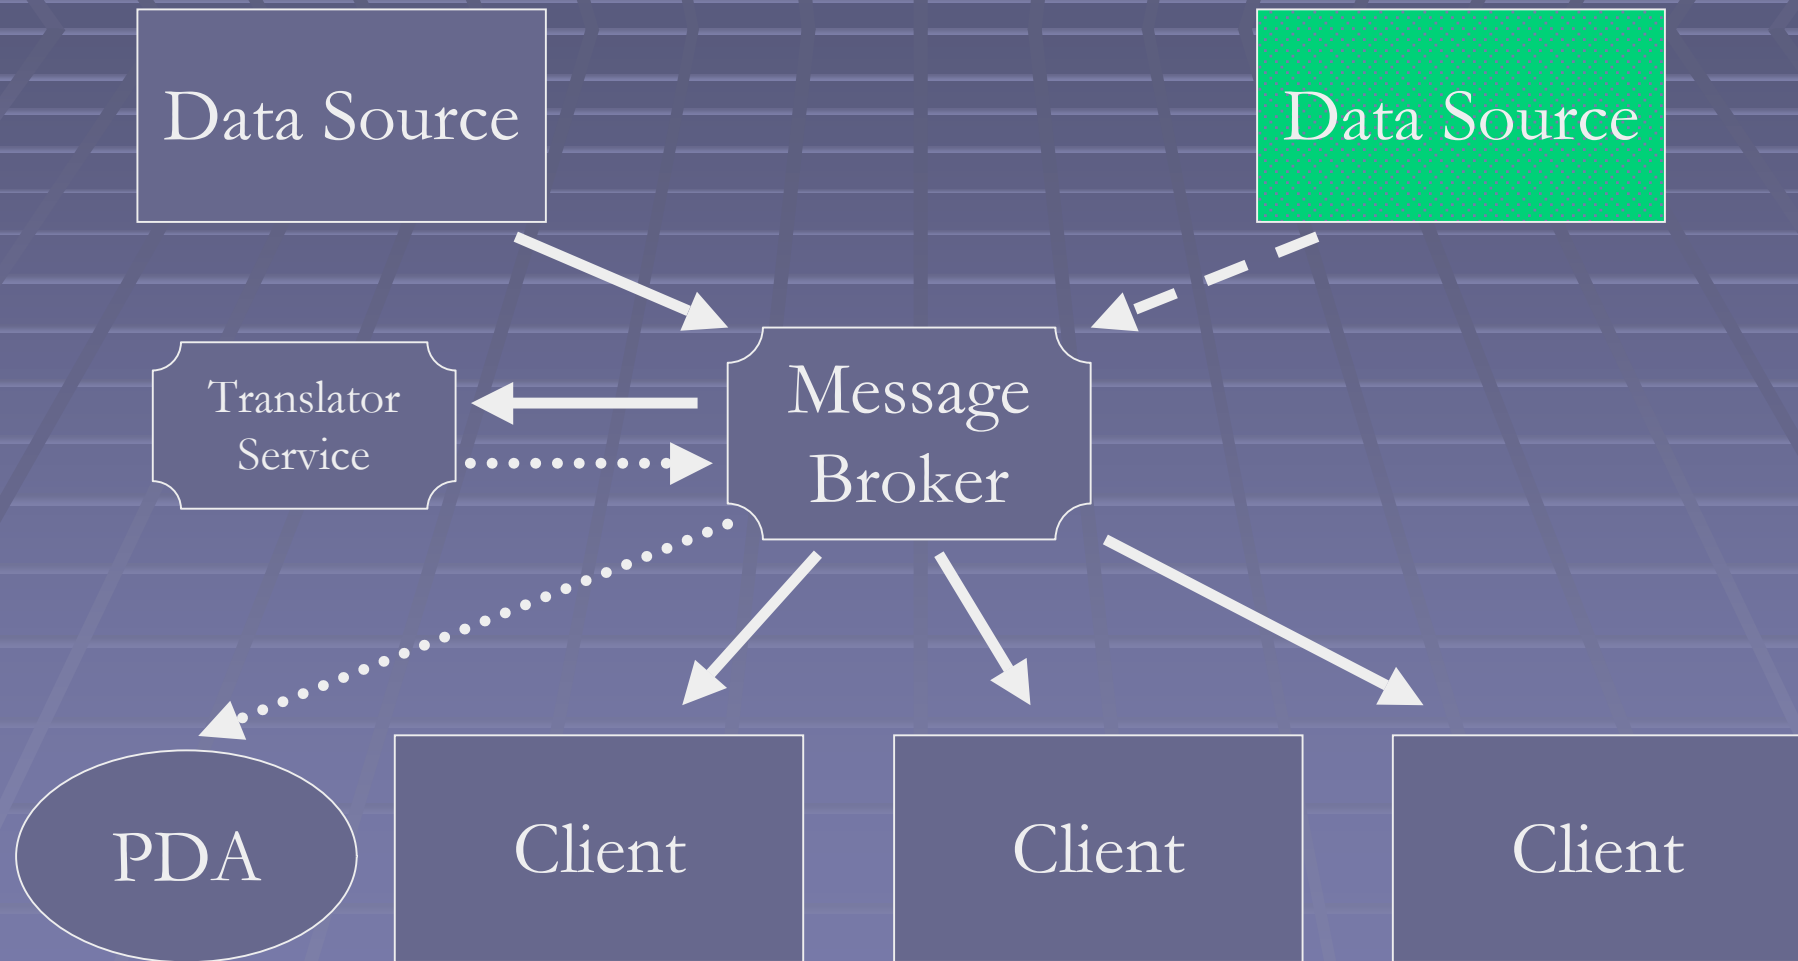 Data Source
Data Source
Translator
Service
Message
Broker
PDA
Client
Client
Client